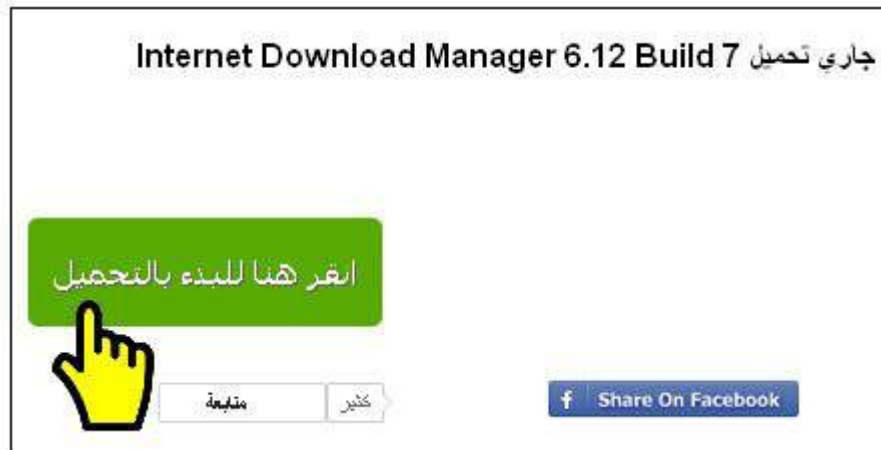 جاري تحميل Internet Download Manager 6.12 Build 7
انقر هنا للبدء بالتحميل
كثير
متابعة
f Share On Facebook